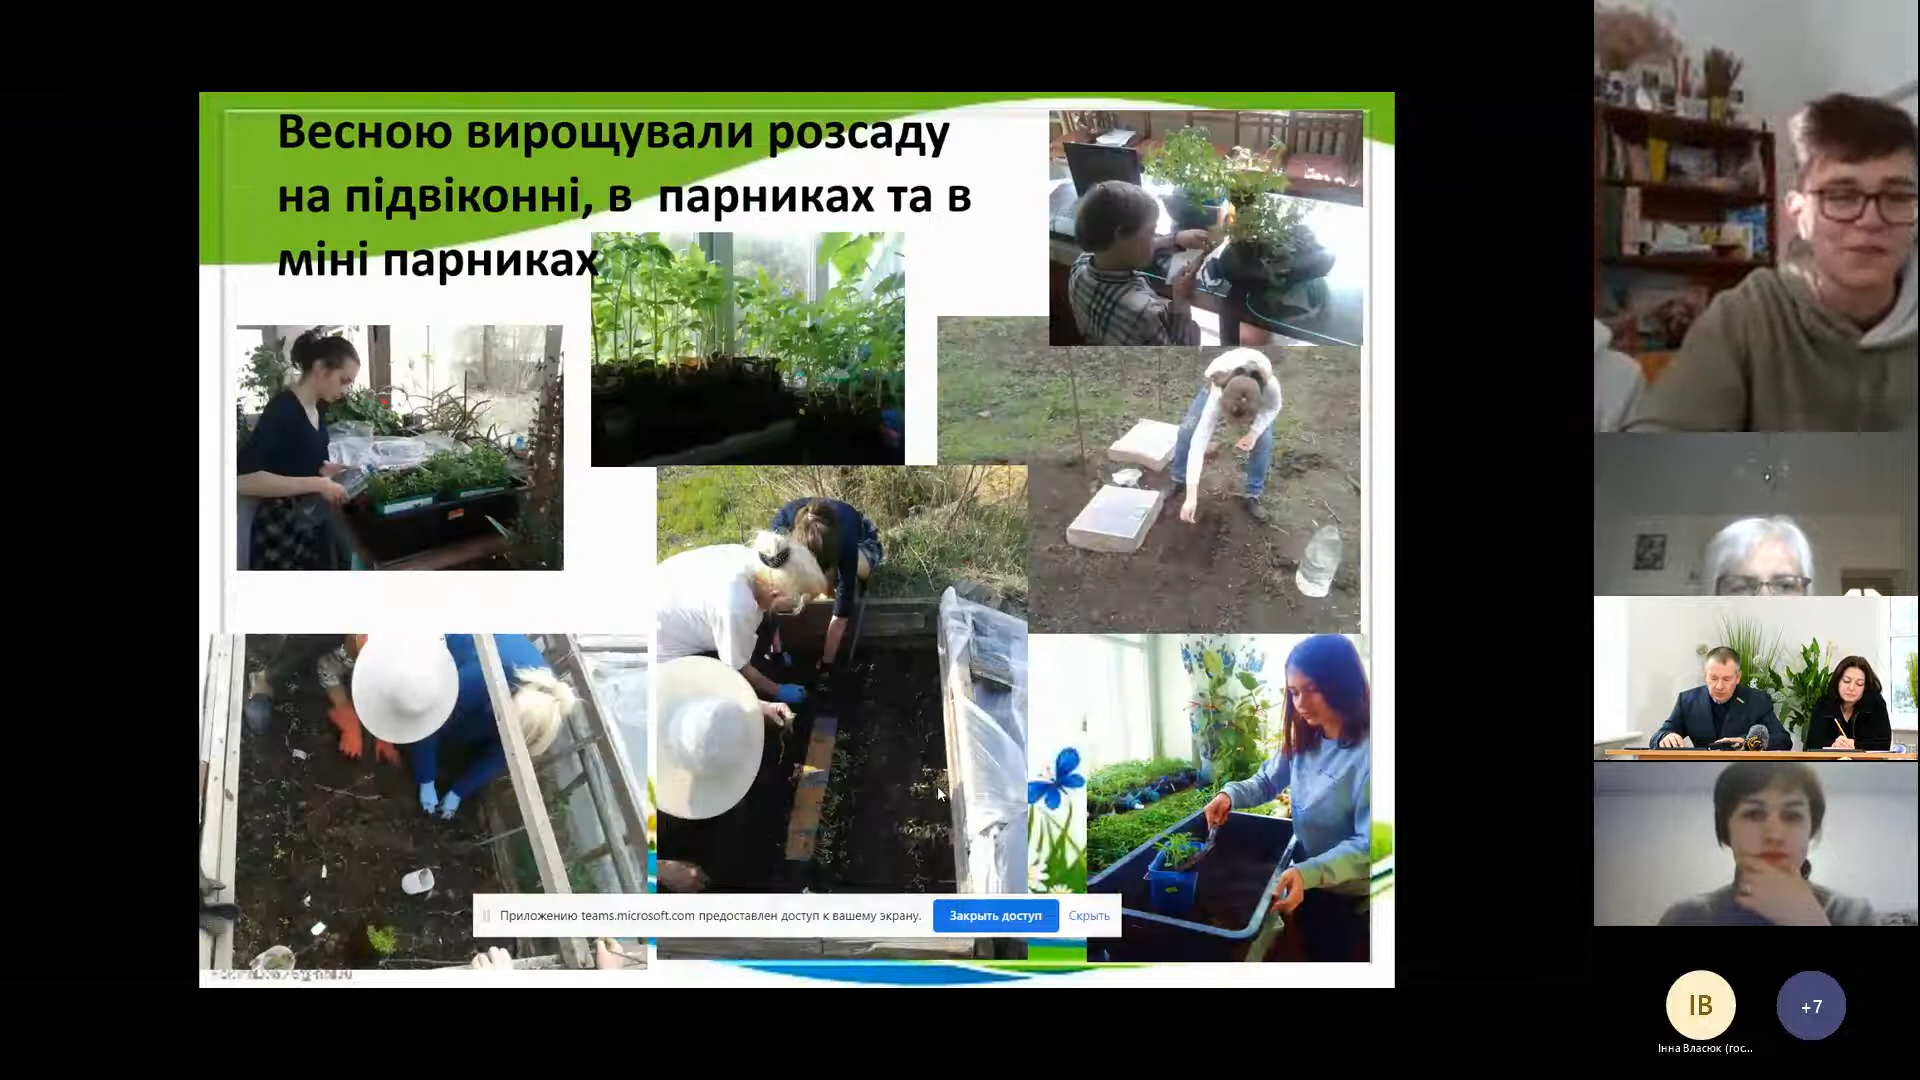 Весною вирощували розсаду
на підвіконні, в  парниках та в
міні парниках
Приложению teams.microsoft.com предоставлен доступ к вашему экрану.
Закрыть доступ
Скрыть
ІВ
+7
Інна Власюк (гос...